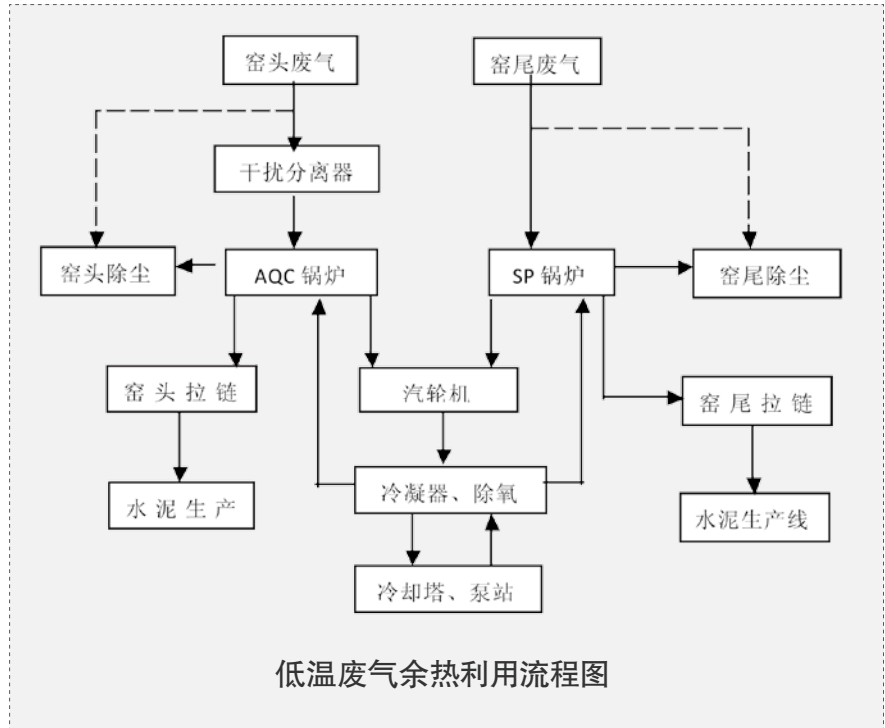 窑头废气
窑尾废气
干扰分离器
窑头除尘
AQC 锅炉
SP 锅炉
窑尾除尘
窑 头 拉 链
汽轮机
窑 尾 拉 链
水 泥 生 产
冷凝器、除氧
水泥生产线
冷却塔、泵站
低温废气余热利用流程图